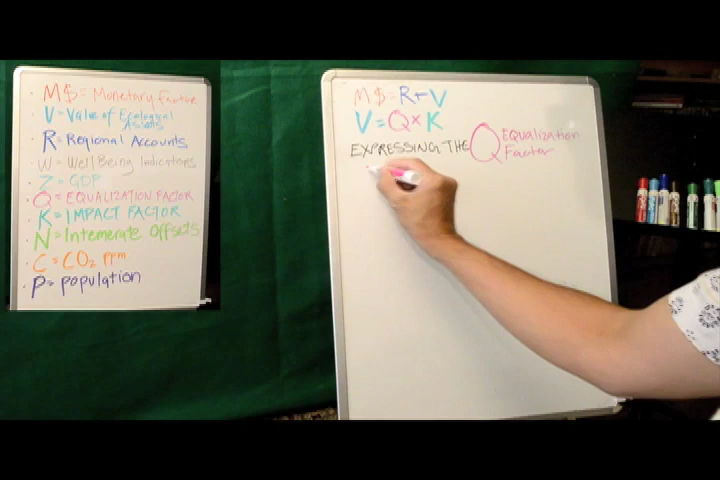 M$ = Monetary Factor
V = Value of Ecological
Assets
R = Regional Accounts
W = Well Being Indicators
Z = GDP
Q = EQUALIZATION FACTOR
K = IMPACT FACTOR
N = Intemerate Offsets
C = CO2 ppm
P = population
M$ = R - V
V = Q x K
EXPRESSING THE Q EQUALIZATION
Factor